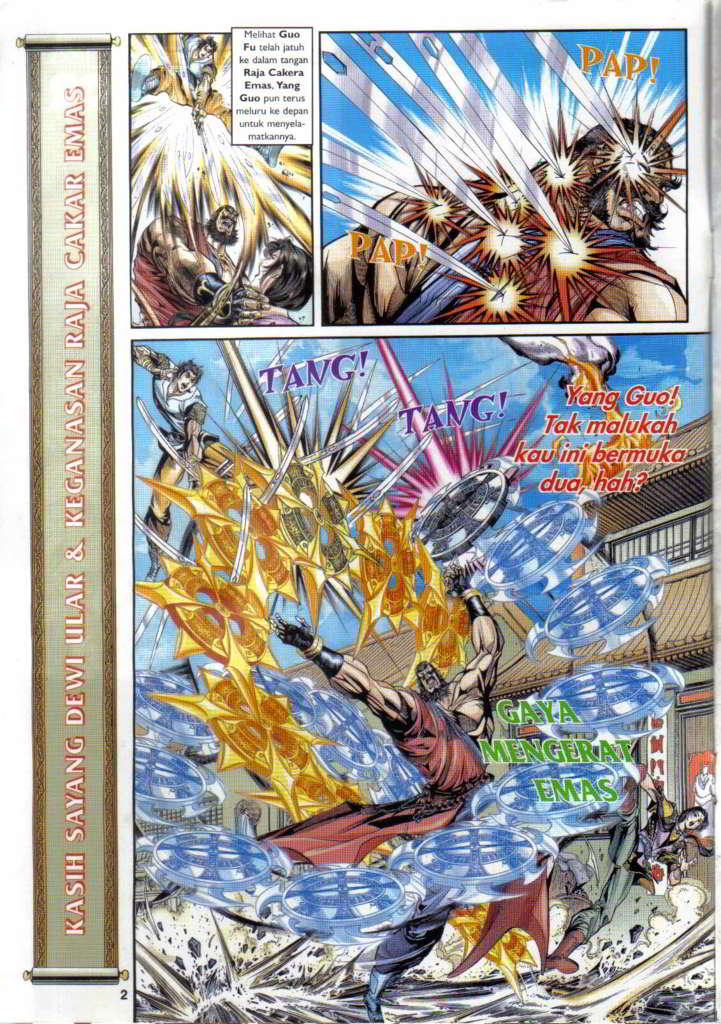 KASIH SAYANG DEWI ULAR & KEGANASAN RAJA CAKAR EMAS
Melihat Guo
Fu telah jatuh
ke dalam tangan
Raja Cakera
Emas, Yang
Guo pun terus
meluru ke depan
untuk menyela-
matkannya.
PAP!
PAP!
TANG!
TANG!
Yang Guo!
Tak malukah
kau ini bermuka
dua, hah?
GAYA
MENGERAT
EMAS
2